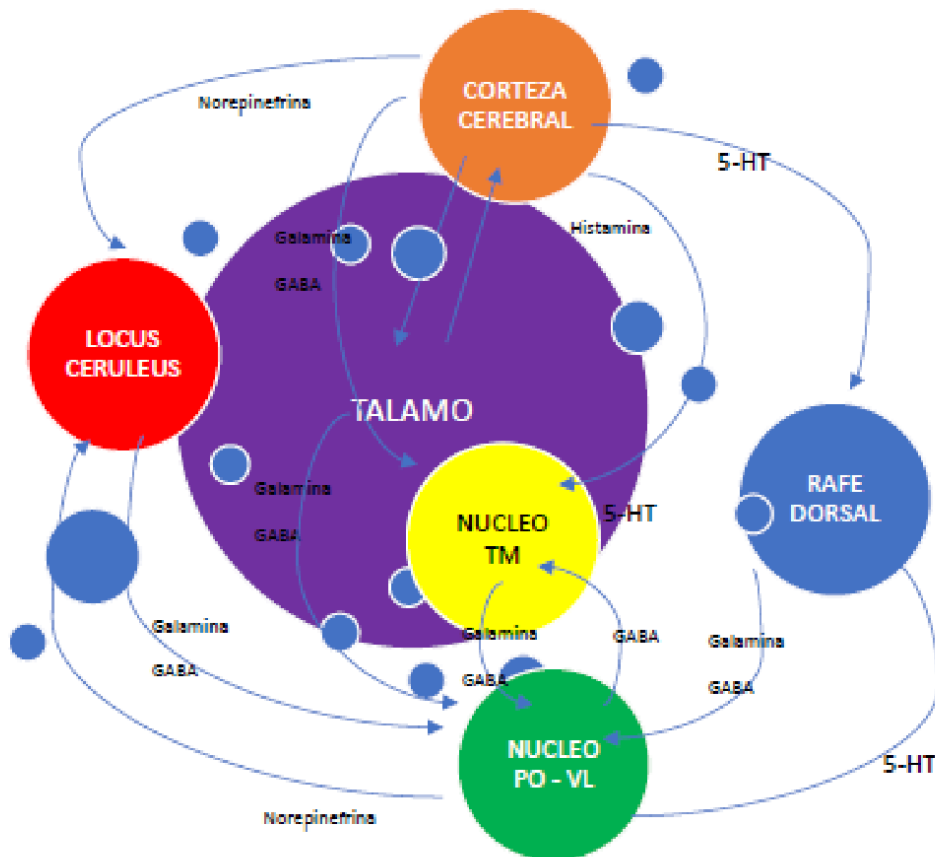 CORTEZA
CEREBRAL
Norepinefrina
5-HT
Galamina
Histamina
GABA
LOCUS
CERULEUS
TALAMO
Galamina
GABA
NUCLEO
TM
5-HT
RAFE
DORSAL
Galamina
GABA
Galamina
GABA
GABA
Galamina
GABA
NUCLEO
PO - VL
5-HT
Norepinefrina